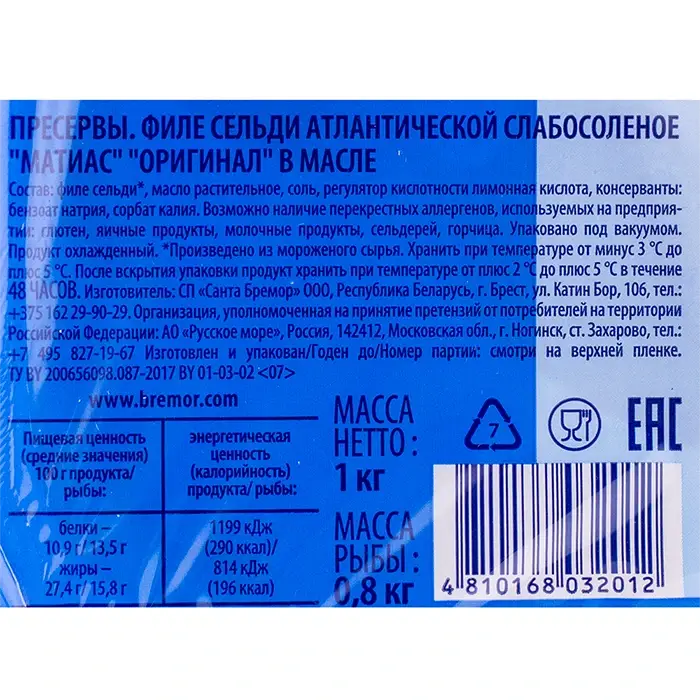 ПРЕСЕРВЫ. ФИЛЕ СЕЛЬДИ АТЛАНТИЧЕСКОЙ СЛАБОСОЛЕНОЕ
"МАТИАС" "ОРИГИНАЛ" В МАСЛЕ
Состав: филе сельди*, масло растительное, соль, регулятор кислотности лимонная кислота, консерванты:
бензоат натрия, сорбат калия. Возможно наличие перекрестных аллергенов, используемых на предприя-
тии: глютен, яичные продукты, молочные продукты, сельдерей, горчица. Упаковано под вакуумом.
Продукт охлажденный. *Произведено из мороженого сырья. Хранить при температуре от минус 3 °С до
плюс 5 °С. После вскрытия упаковки продукт хранить при температуре от плюс 2 °С до плюс 5 °С в течение
48 ЧАСОВ. Изготовитель: СП «Санта Бремор» ООО, Республика Беларусь, г. Брест, ул. Катин Бор, 106, тел.:
+375 162 29-90-29. Организация, уполномоченная на принятие претензий от потребителей на территории
Российской Федерации: АО «Русское море», Россия, 142412, Московская обл., г. Ногинск, ст. Захарово, тел.:
+7 495 827-19-67 Изготовлен и упакован/Годен до/Номер партии: смотри на верхней пленке.
ТУ BY 200656098.087-2017 BY 01-03-02 <07>
www.bremor.com
Пищевая ценность
(средние значения)
100 г продукта/
рыбы:
энергетическая
ценность
(калорийность)
продукта/ рыбы:
белки –
10,9 г/ 13,5 г
жиры –
27,4 г/ 15,8 г
1199 кДж
(290 ккал)/
814 кДж
(196 ккал)
МАССА
НЕТТО :
1 кг
МАССА
РЫБЫ :
0,8 кг
7
EAC
4 810168 032012